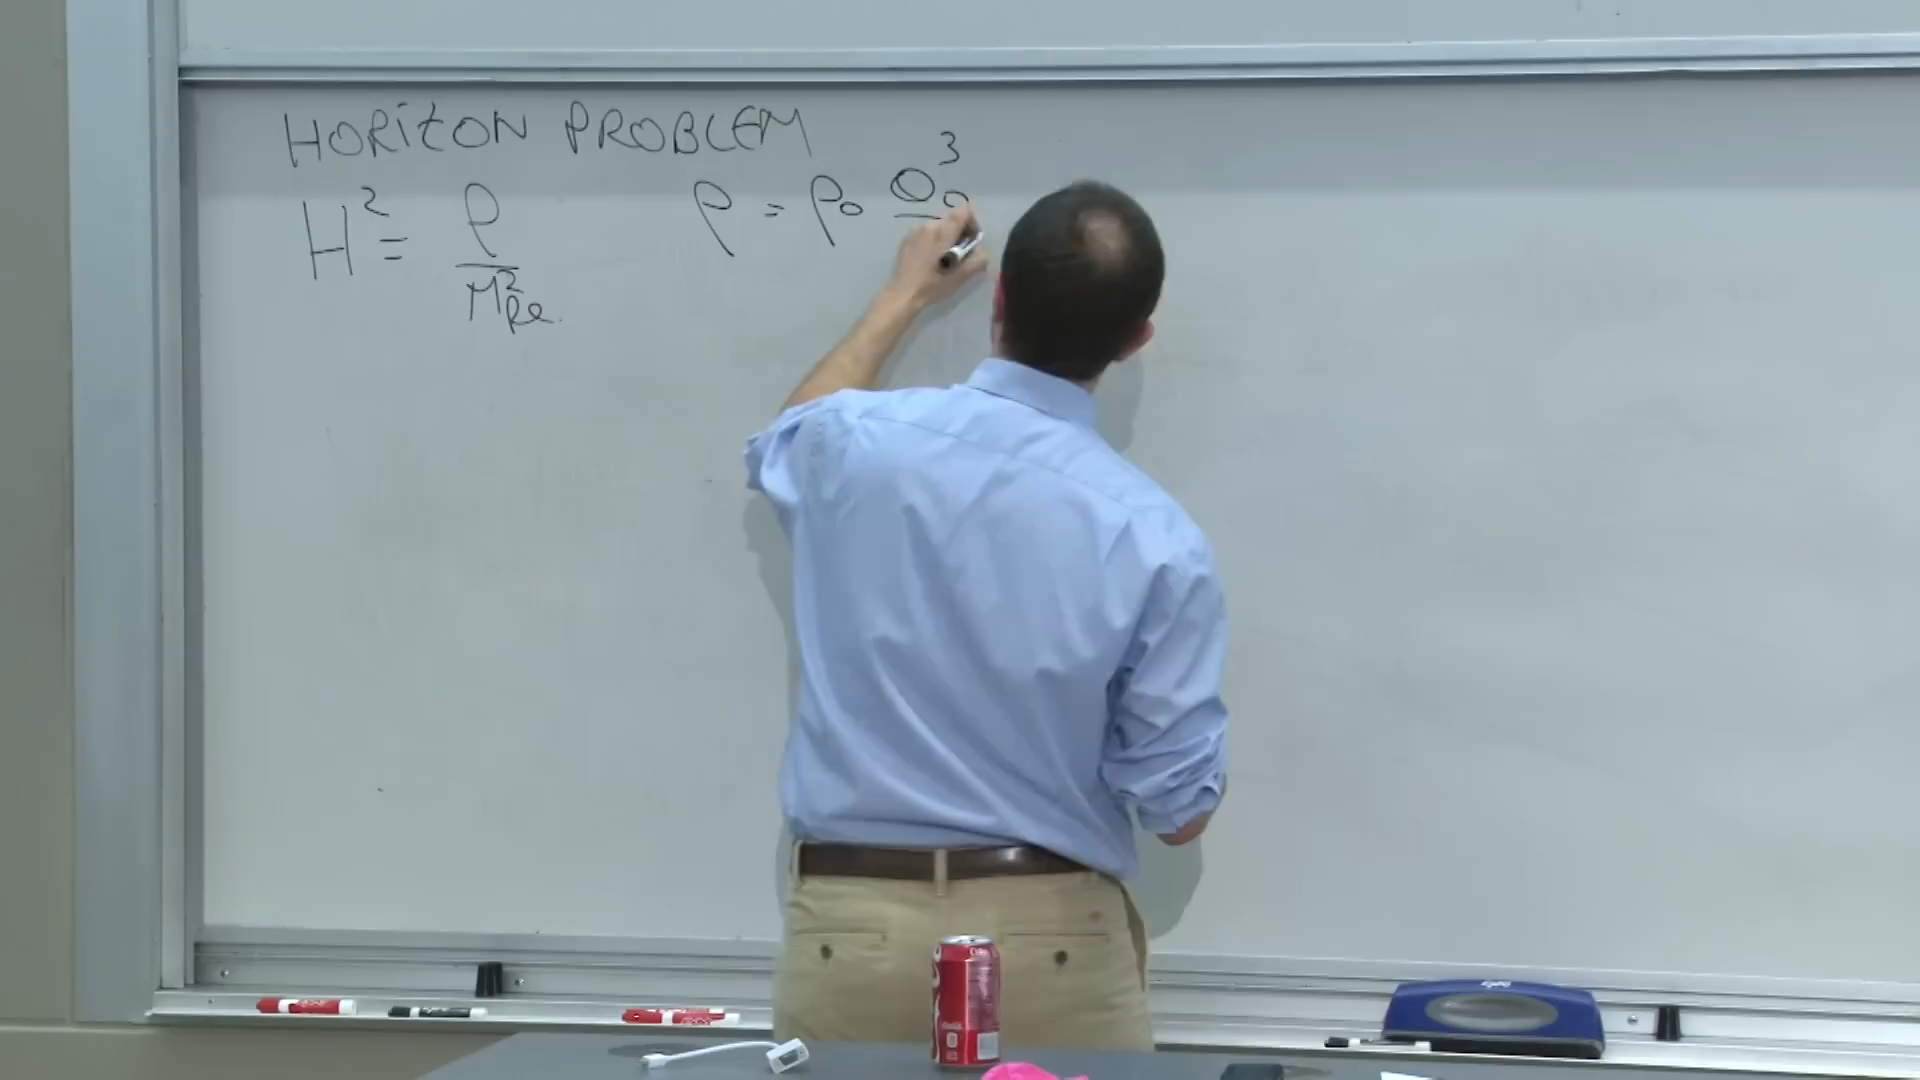 HORIZON PROBLEM
H² = ρ / M²Pl.
ρ = ρ₀ a₀³